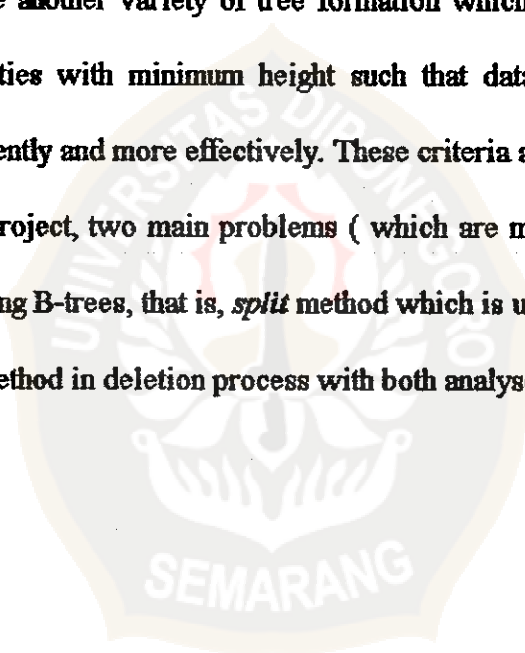 another variety of tree formation which
ties with minimum height such that data
ently and more effectively. These criteria a
roject, two main problems ( which are m
ng B-trees, that is, split method which is u
ethod in deletion process with both analys
UNIVERSITAS DIPONEGORO
SEMARANG